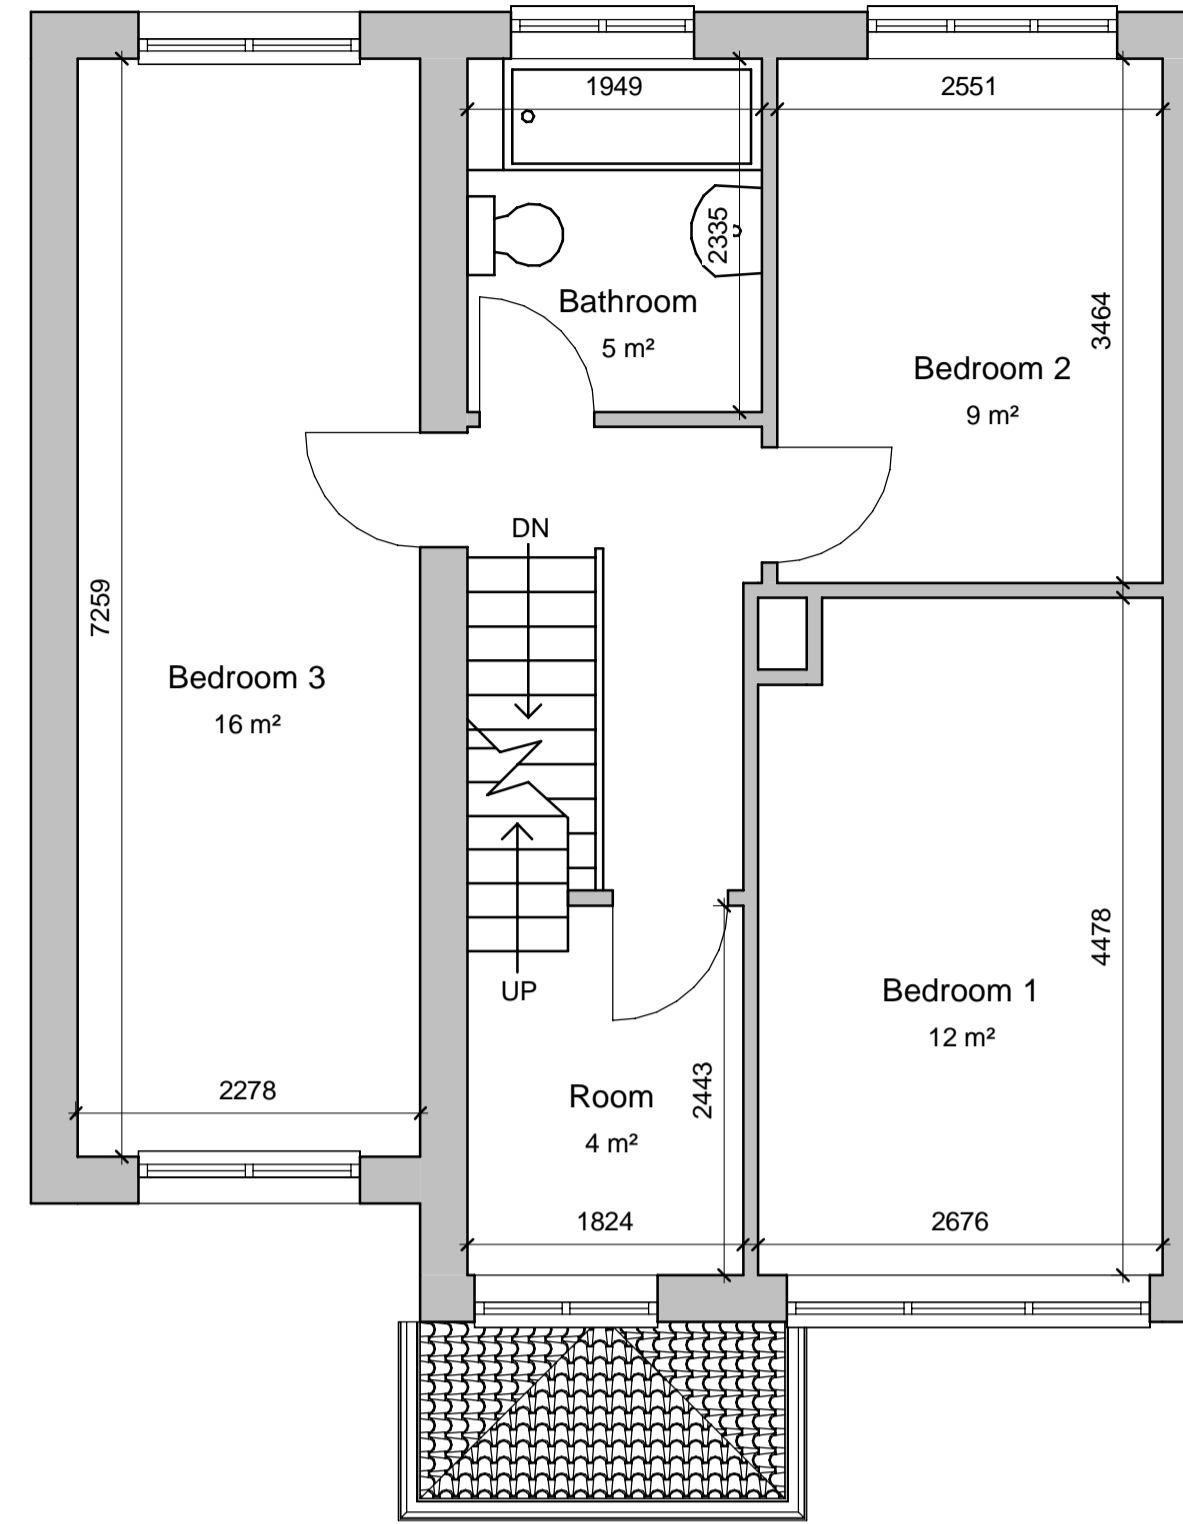 1949
2551
2335
Bathroom
5 m²
3464
Bedroom 2
9 m²
DN
7259
Bedroom 3
16 m²
4478
UP
Bedroom 1
12 m²
2278
Room
4 m²
2443
1824
2676